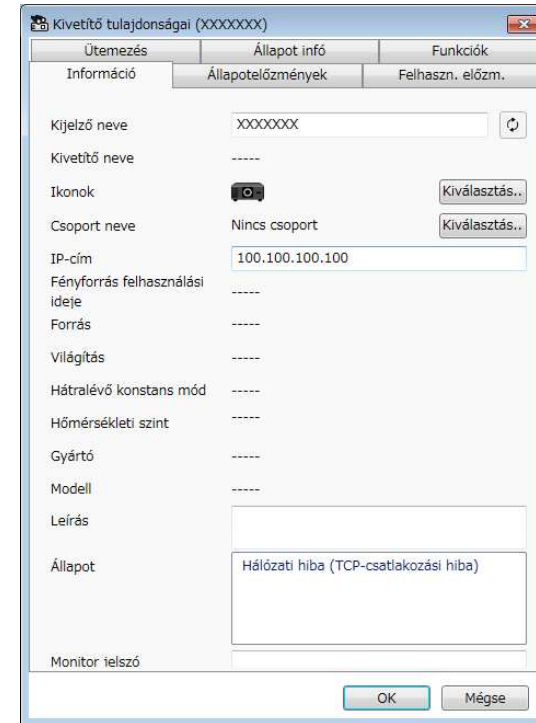 Kivetítő tulajdonságai (XXXXXXX)
Ütemezés Állapot infó Funkciók
Információ Állapotelőzmények Felhaszn. előzm.
Kijelző neve XXXXXXX
Kivetítő neve -----
Ikonok Kiválasztás..
Csoport neve Nincs csoport Kiválasztás..
IP-cím 100.100.100.100
Fényforrás felhasználási
ideje -----
Forrás -----
Világítás -----
Hátralévő konstans mód -----
Hőmérsékleti szint -----
Gyártó -----
Modell -----
Leírás
Állapot Hálózati hiba (TCP-csatlakozási hiba)
Monitor jelszó
OK Mégse